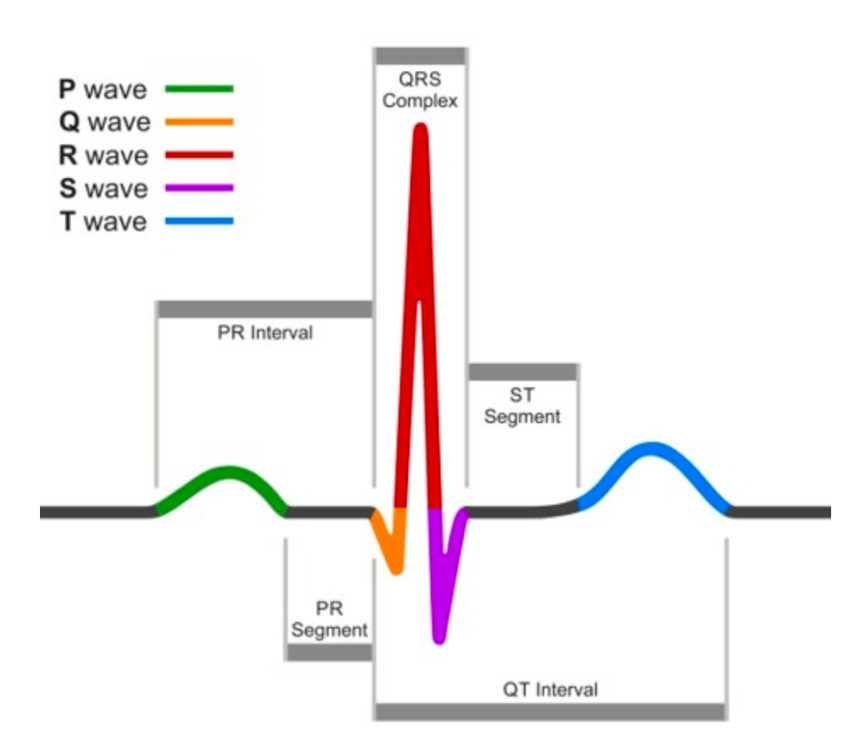 P wave
Q wave
R wave
S wave
T wave
QRS
Complex
PR Interval
ST
Segment
PR
Segment
QT Interval